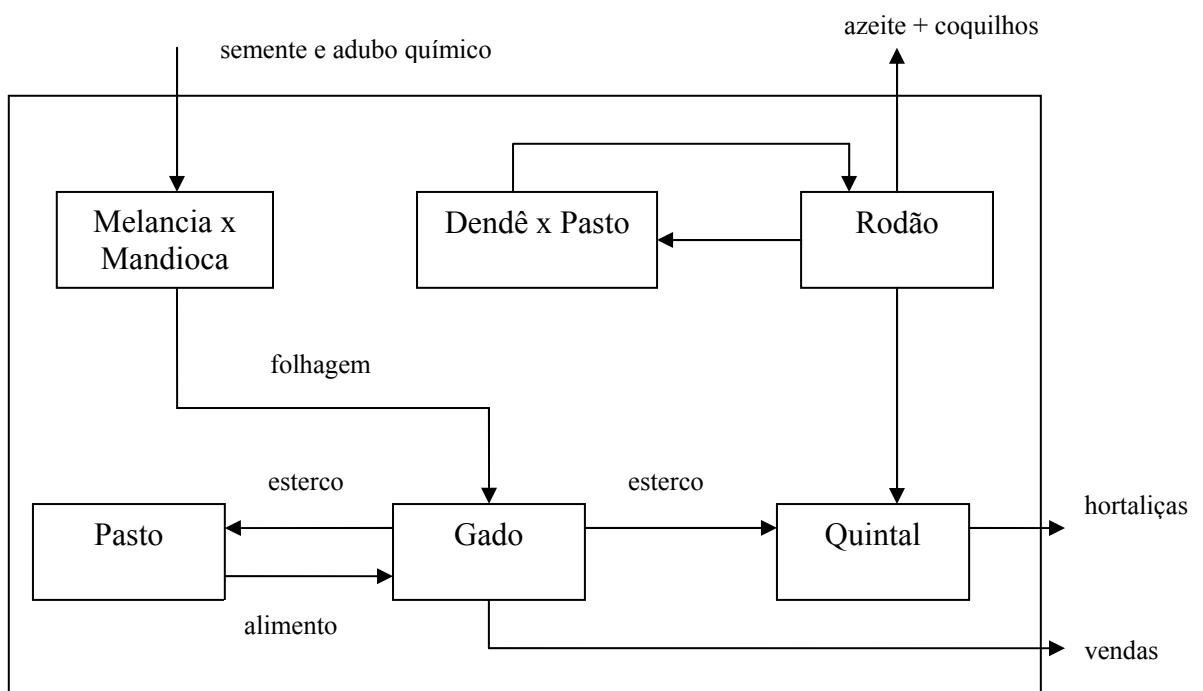 azeite + coquilhos
semente e adubo químico
Melancia x
Mandioca
Dendê x Pasto
Rodão
folhagem
esterco
esterco
hortaliças
Pasto
Gado
Quintal
alimento
vendas